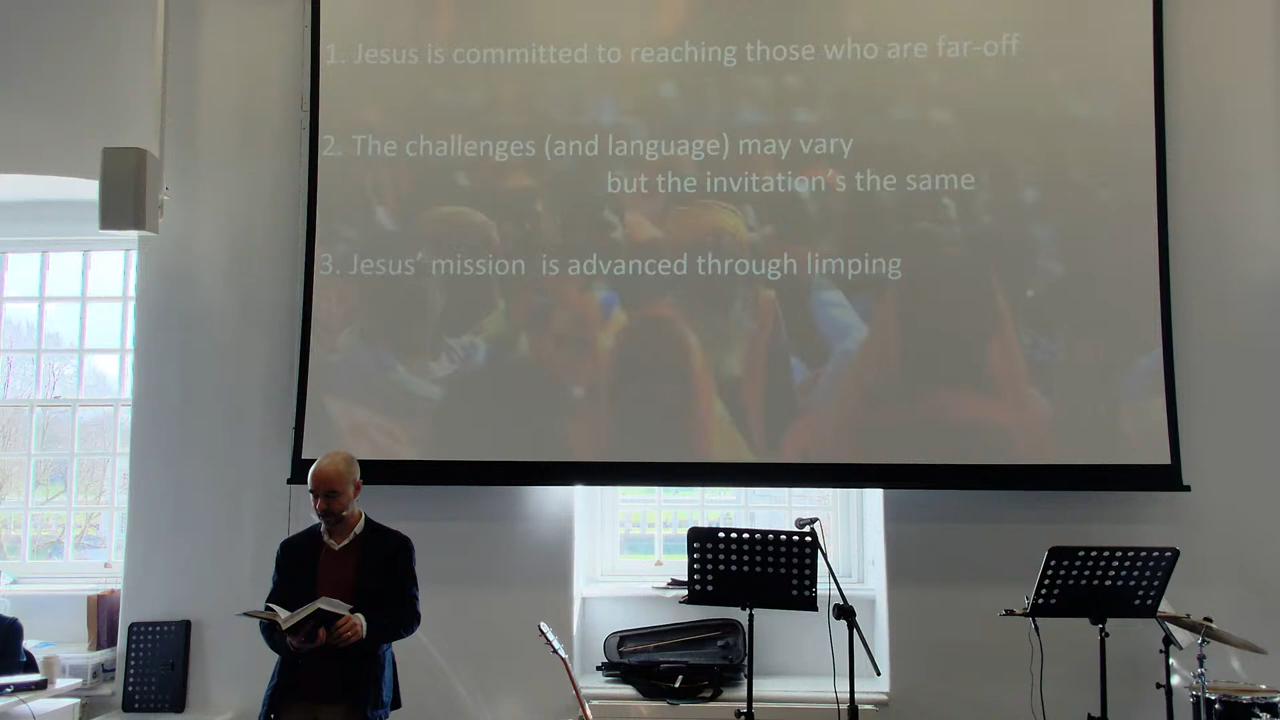 1. Jesus is committed to reaching those who are far-off
2. The challenges (and language) may vary
but the invitation's the same
3. Jesus' mission is advanced through limping